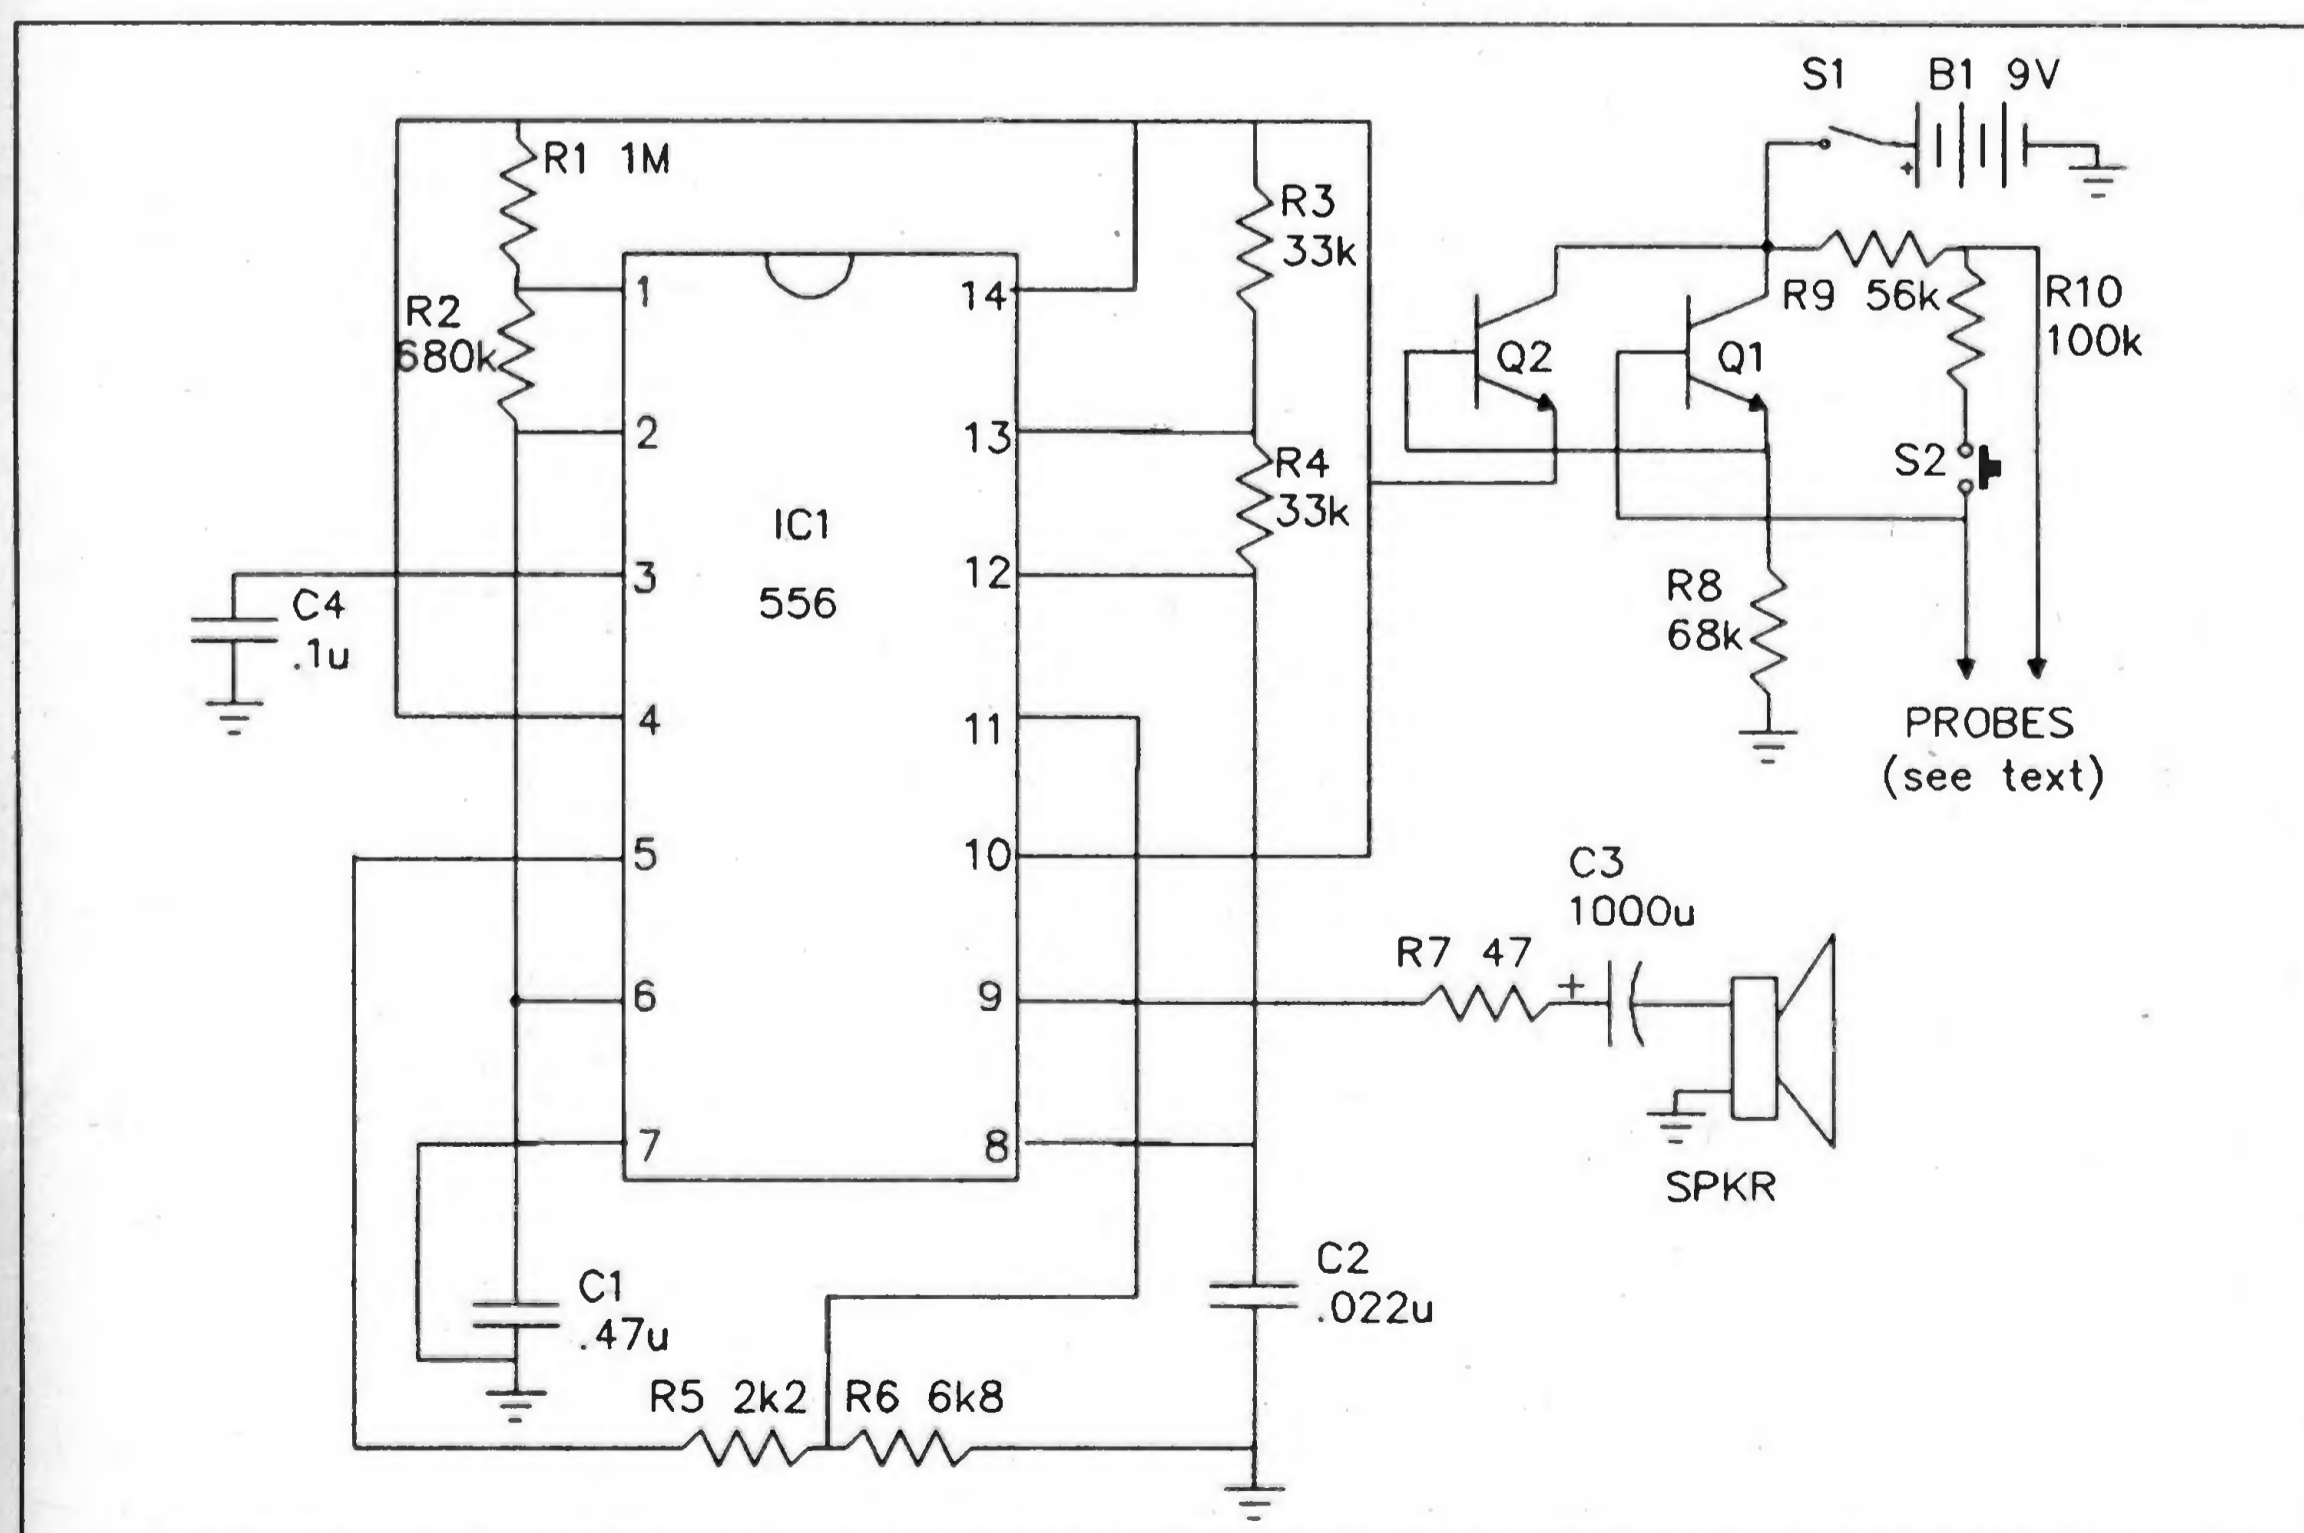 S1 B1 9V
+
R1 1M
R3
33k
R2
680k
R9 56k
R10
100k
1
14
Q2
Q1
2
13
R4
33k
S2
IC1
556
3
12
C4
.1u
R8
68k
4
11
PROBES
(see text)
5
10
C3
1000u
R7 47
+
6
9
7
8
SPKR
C1
.47u
C2
.022u
R5 2k2
R6 6k8